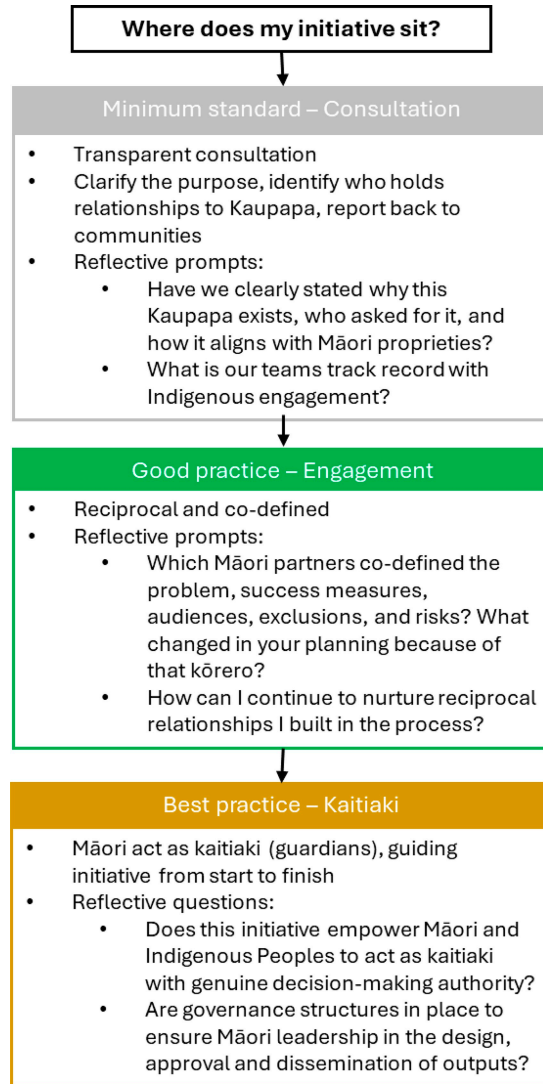 Where does my initiative sit?
Minimum standard – Consultation
• Transparent consultation
• Clarify the purpose, identify who holds
relationships to Kaupapa, report back to
communities
• Reflective prompts:
• Have we clearly stated why this
Kaupapa exists, who asked for it, and
how it aligns with Māori proprieties?
• What is our teams track record with
Indigenous engagement?
Good practice – Engagement
• Reciprocal and co-defined
• Reflective prompts:
• Which Māori partners co-defined the
problem, success measures,
audiences, exclusions, and risks? What
changed in your planning because of
that kōrero?
• How can I continue to nurture reciprocal
relationships I built in the process?
Best practice – Kaitiaki
• Māori act as kaitiaki (guardians), guiding
initiative from start to finish
• Reflective questions:
• Does this initiative empower Māori and
Indigenous Peoples to act as kaitiaki
with genuine decision-making authority?
• Are governance structures in place to
ensure Māori leadership in the design,
approval and dissemination of outputs?